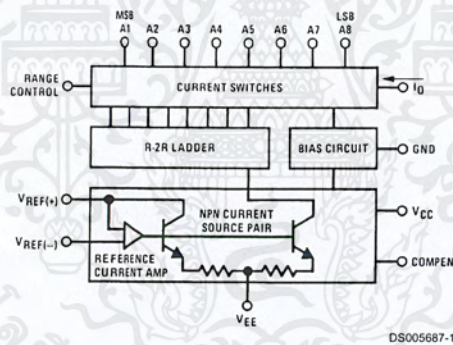 MSB LSB
A1 A2 A3 A4 A5 A6 A7 A8
RANGE
CONTROL
CURRENT SWITCHES
IO
R-2R LADDER
BIAS CIRCUIT
GND
VREF(+)
NPN CURRENT
SOURCE PAIR
VCC
VREF(--)
REFERENCE
CURRENT AMP
COMPEN
VEE
DS005687-1